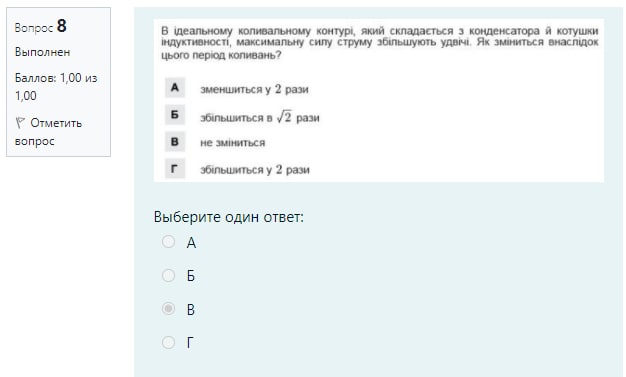 Вопрос 8
Выполнен
Баллов: 1,00 из
1,00
Отметить
вопрос
В ідеальному коливальному контурі, який складається з конденсатора й котушки
індуктивності, максимальну силу струму збільшують удвічі. Як зміниться внаслідок
цього період коливань?
А зменшиться у 2 рази
Б збільшиться в √2 рази
В не зміниться
Г збільшиться у 2 рази
Выберите один ответ:
А
Б
В
Г